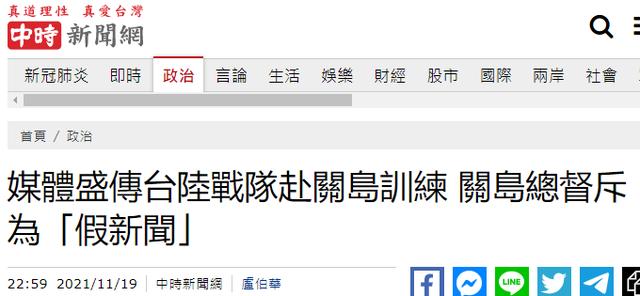 真道理性 真愛台灣
中時新聞網
新冠肺炎 即時 政治 言論 生活 娛樂 財經 股市 國際 兩岸 社會
首頁 / 政治
媒體盛傳台陸戰隊赴關島訓練 關島總督斥
為「假新聞」
22:59 2021/11/19 中時新聞網 盧伯華
LINE